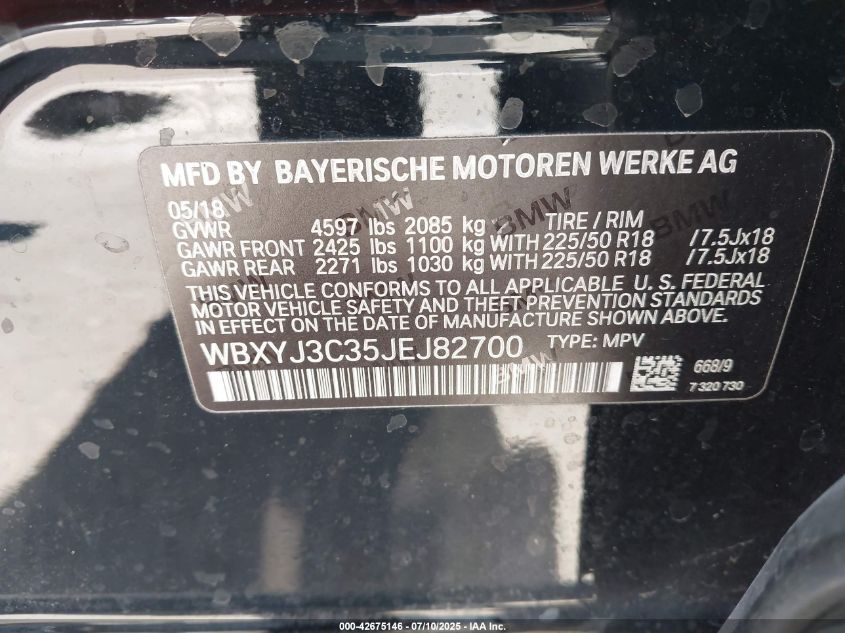 MFD BY BAYERISCHE MOTOREN WERKE AG
05/18
GVWR 4597 lbs 2085 kg TIRE / RIM
GAWR FRONT 2425 lbs 1100 kg WITH 225/50 R18 /7.5Jx18
GAWR REAR 2271 lbs 1030 kg WITH 225/50 R18 /7.5Jx18
THIS VEHICLE CONFORMS TO ALL APPLICABLE U. S. FEDERAL
MOTOR VEHICLE SAFETY AND THEFT PREVENTION STANDARDS
IN EFFECT ON THE DATE OF MANUFACTURE SHOWN ABOVE.
WBXYJ3C35JEJ82700 TYPE: MPV
668/9
7 320 730
000-42675146 - 07/10/2025 - IAA Inc.